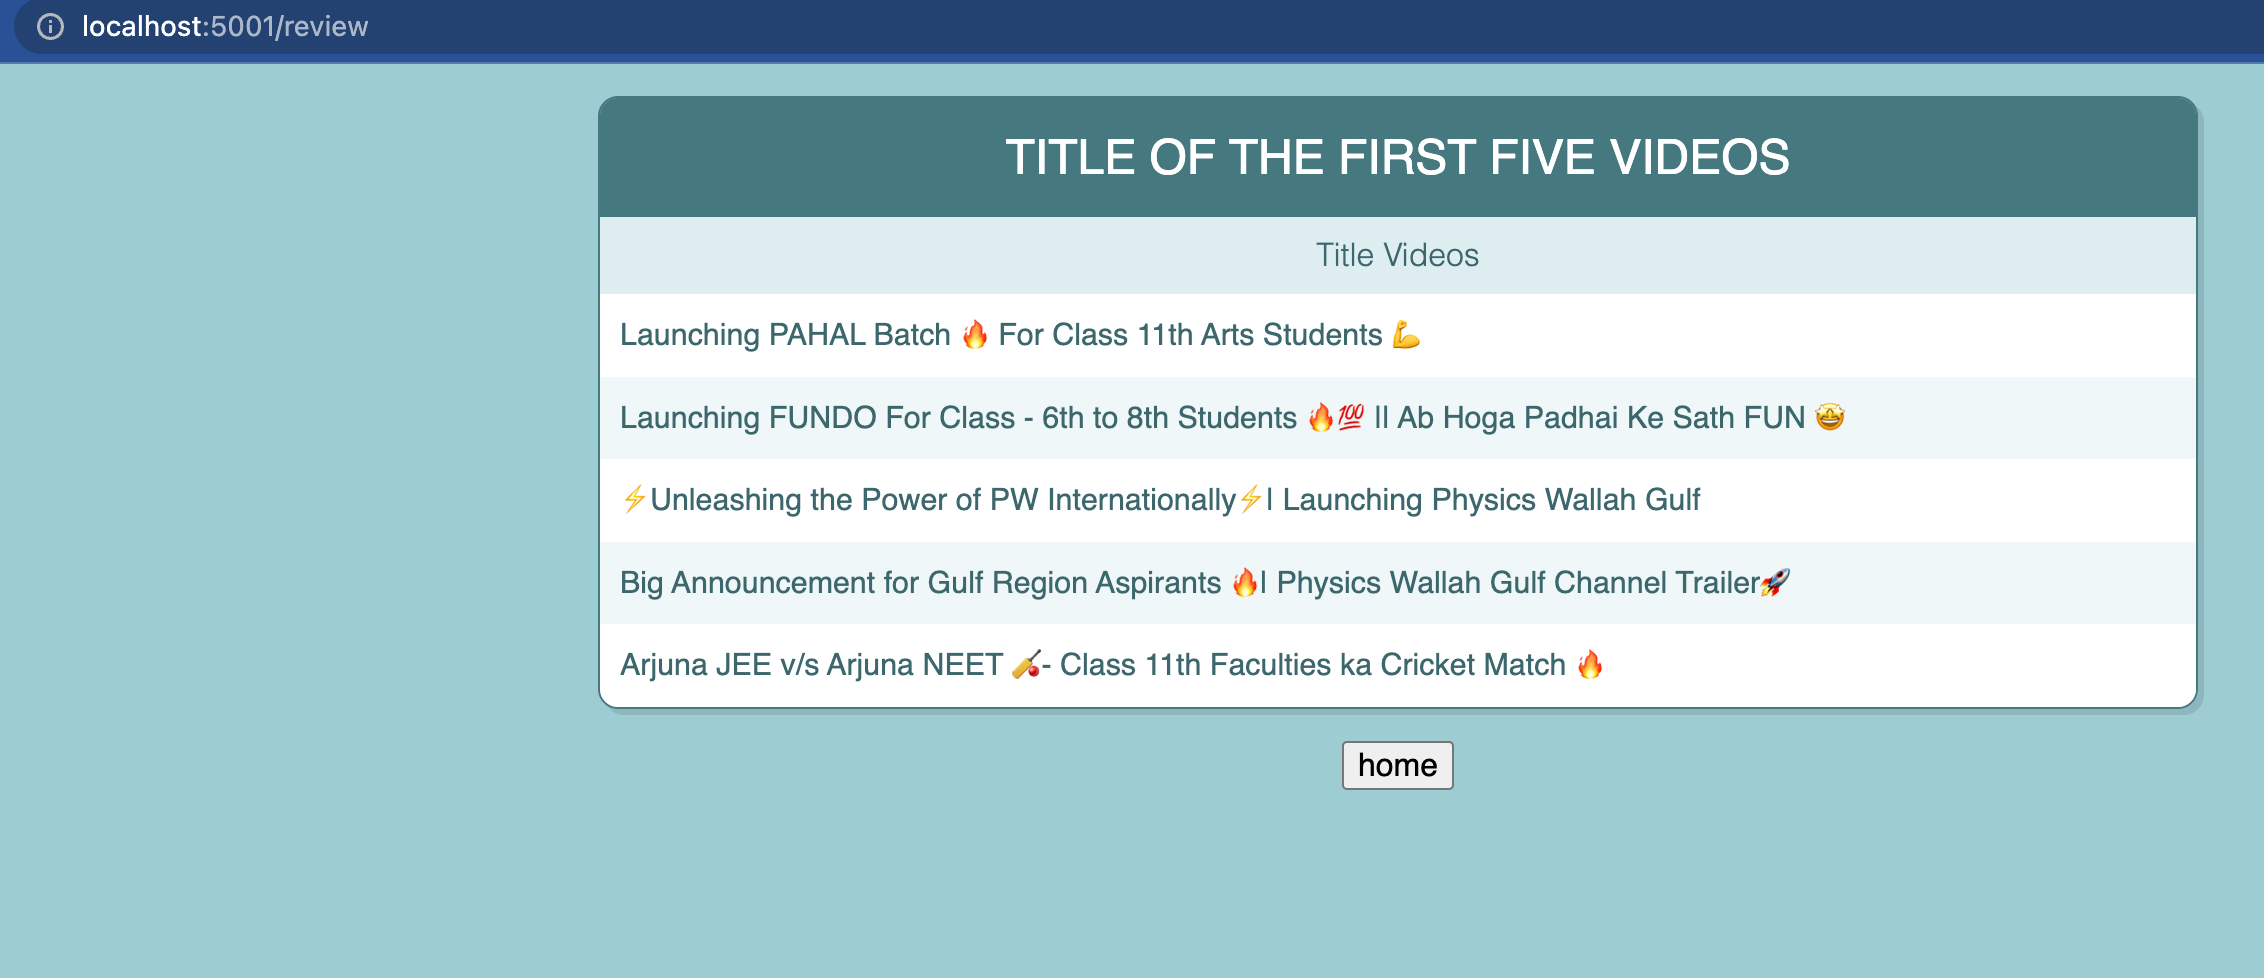 localhost:5001/review
TITLE OF THE FIRST FIVE VIDEOS
Title Videos
Launching PAHAL Batch 🔥 For Class 11th Arts Students 💪
Launching FUNDO For Class - 6th to 8th Students 🔥💯 || Ab Hoga Padhai Ke Sath FUN 🤩
⚡Unleashing the Power of PW Internationally⚡| Launching Physics Wallah Gulf
Big Announcement for Gulf Region Aspirants 🔥| Physics Wallah Gulf Channel Trailer🚀
Arjuna JEE v/s Arjuna NEET 🏏- Class 11th Faculties ka Cricket Match 🔥
home